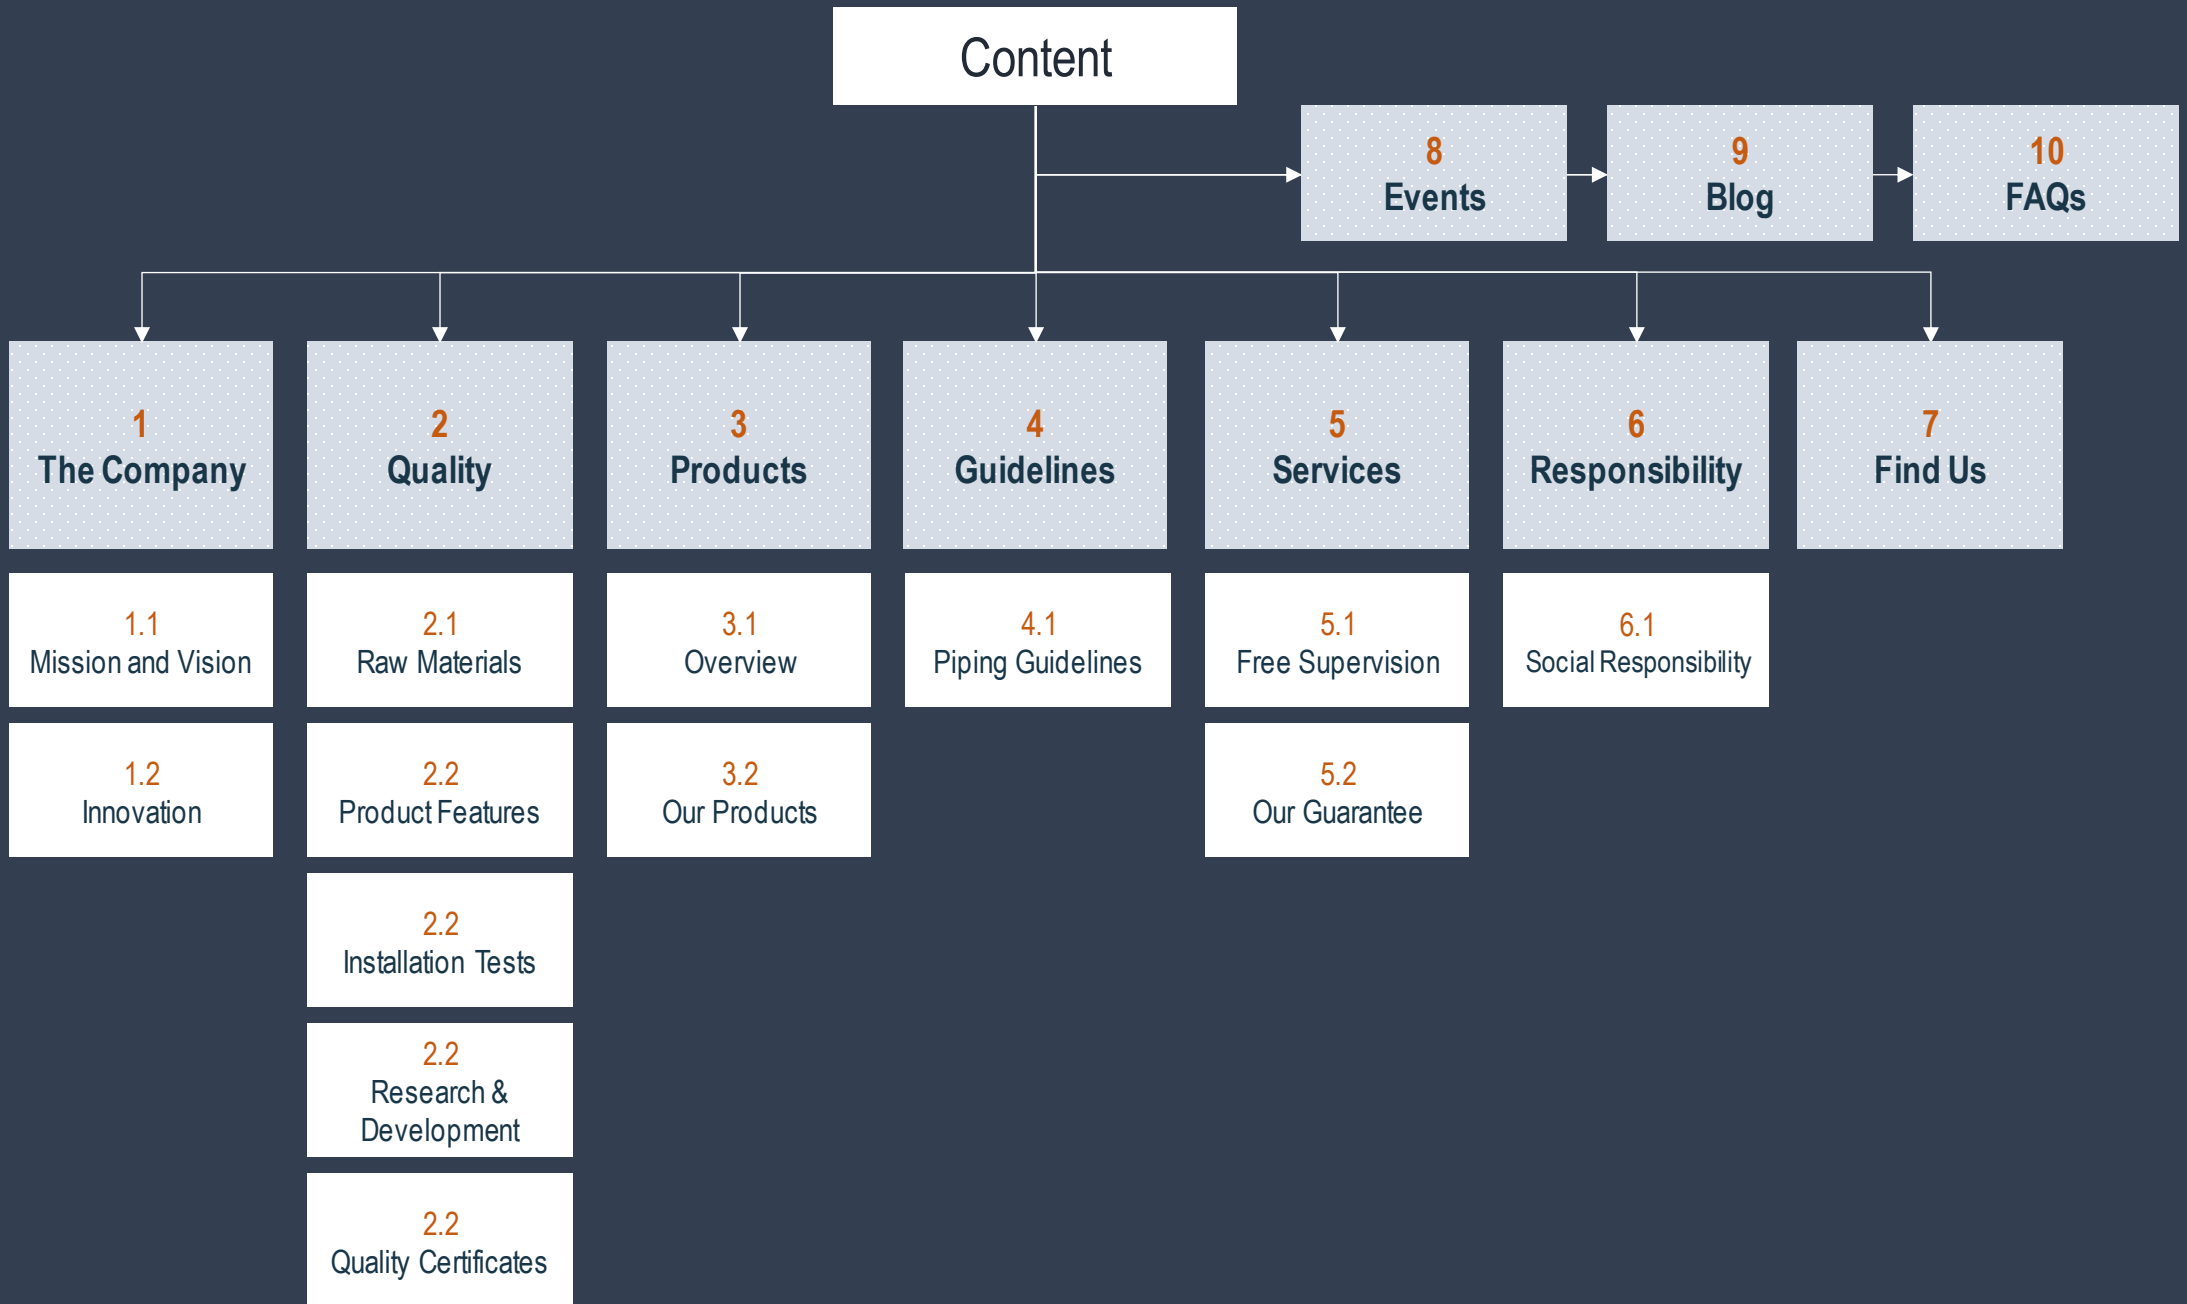 Content
8
Events
9
Blog
10
FAQs
1
The Company
2
Quality
3
Products
4
Guidelines
5
Services
6
Responsibility
7
Find Us
1.1
Mission and Vision
1.2
Innovation
2.1
Raw Materials
2.2
Product Features
2.2
Installation Tests
2.2
Research &
Development
2.2
Quality Certificates
3.1
Overview
3.2
Our Products
4.1
Piping Guidelines
5.1
Free Supervision
5.2
Our Guarantee
6.1
Social Responsibility